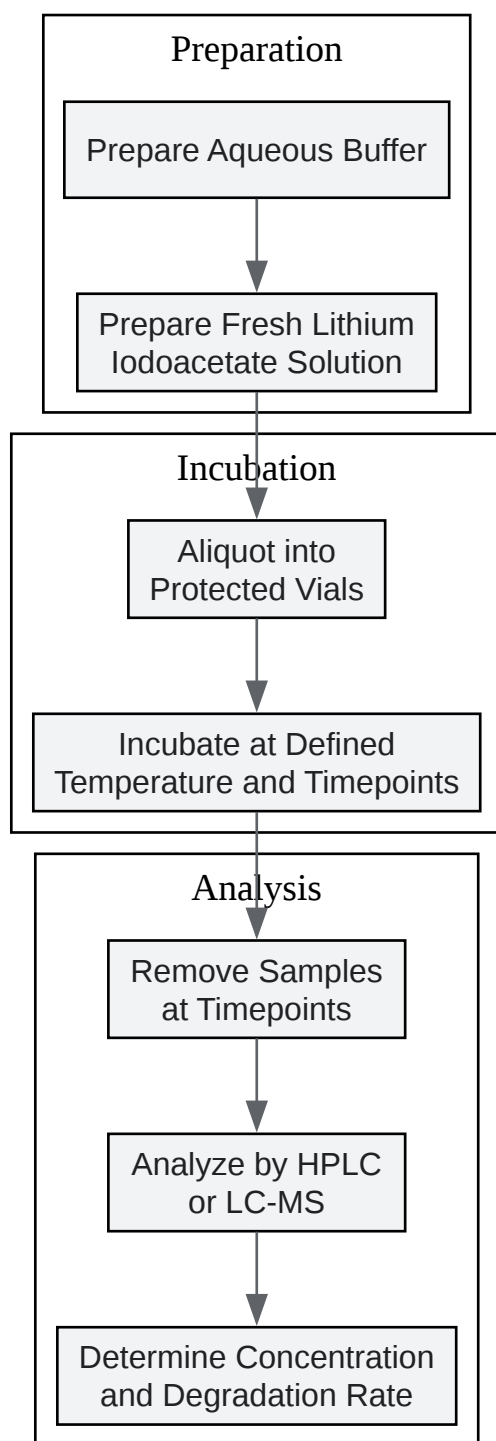 Preparation
Prepare Aqueous Buffer
Prepare Fresh Lithium
Iodoacetate Solution
Incubation
Aliquot into
Protected Vials
Incubate at Defined
Temperature and Timepoints
Analysis
Remove Samples
at Timepoints
Analyze by HPLC
or LC-MS
Determine Concentration
and Degradation Rate